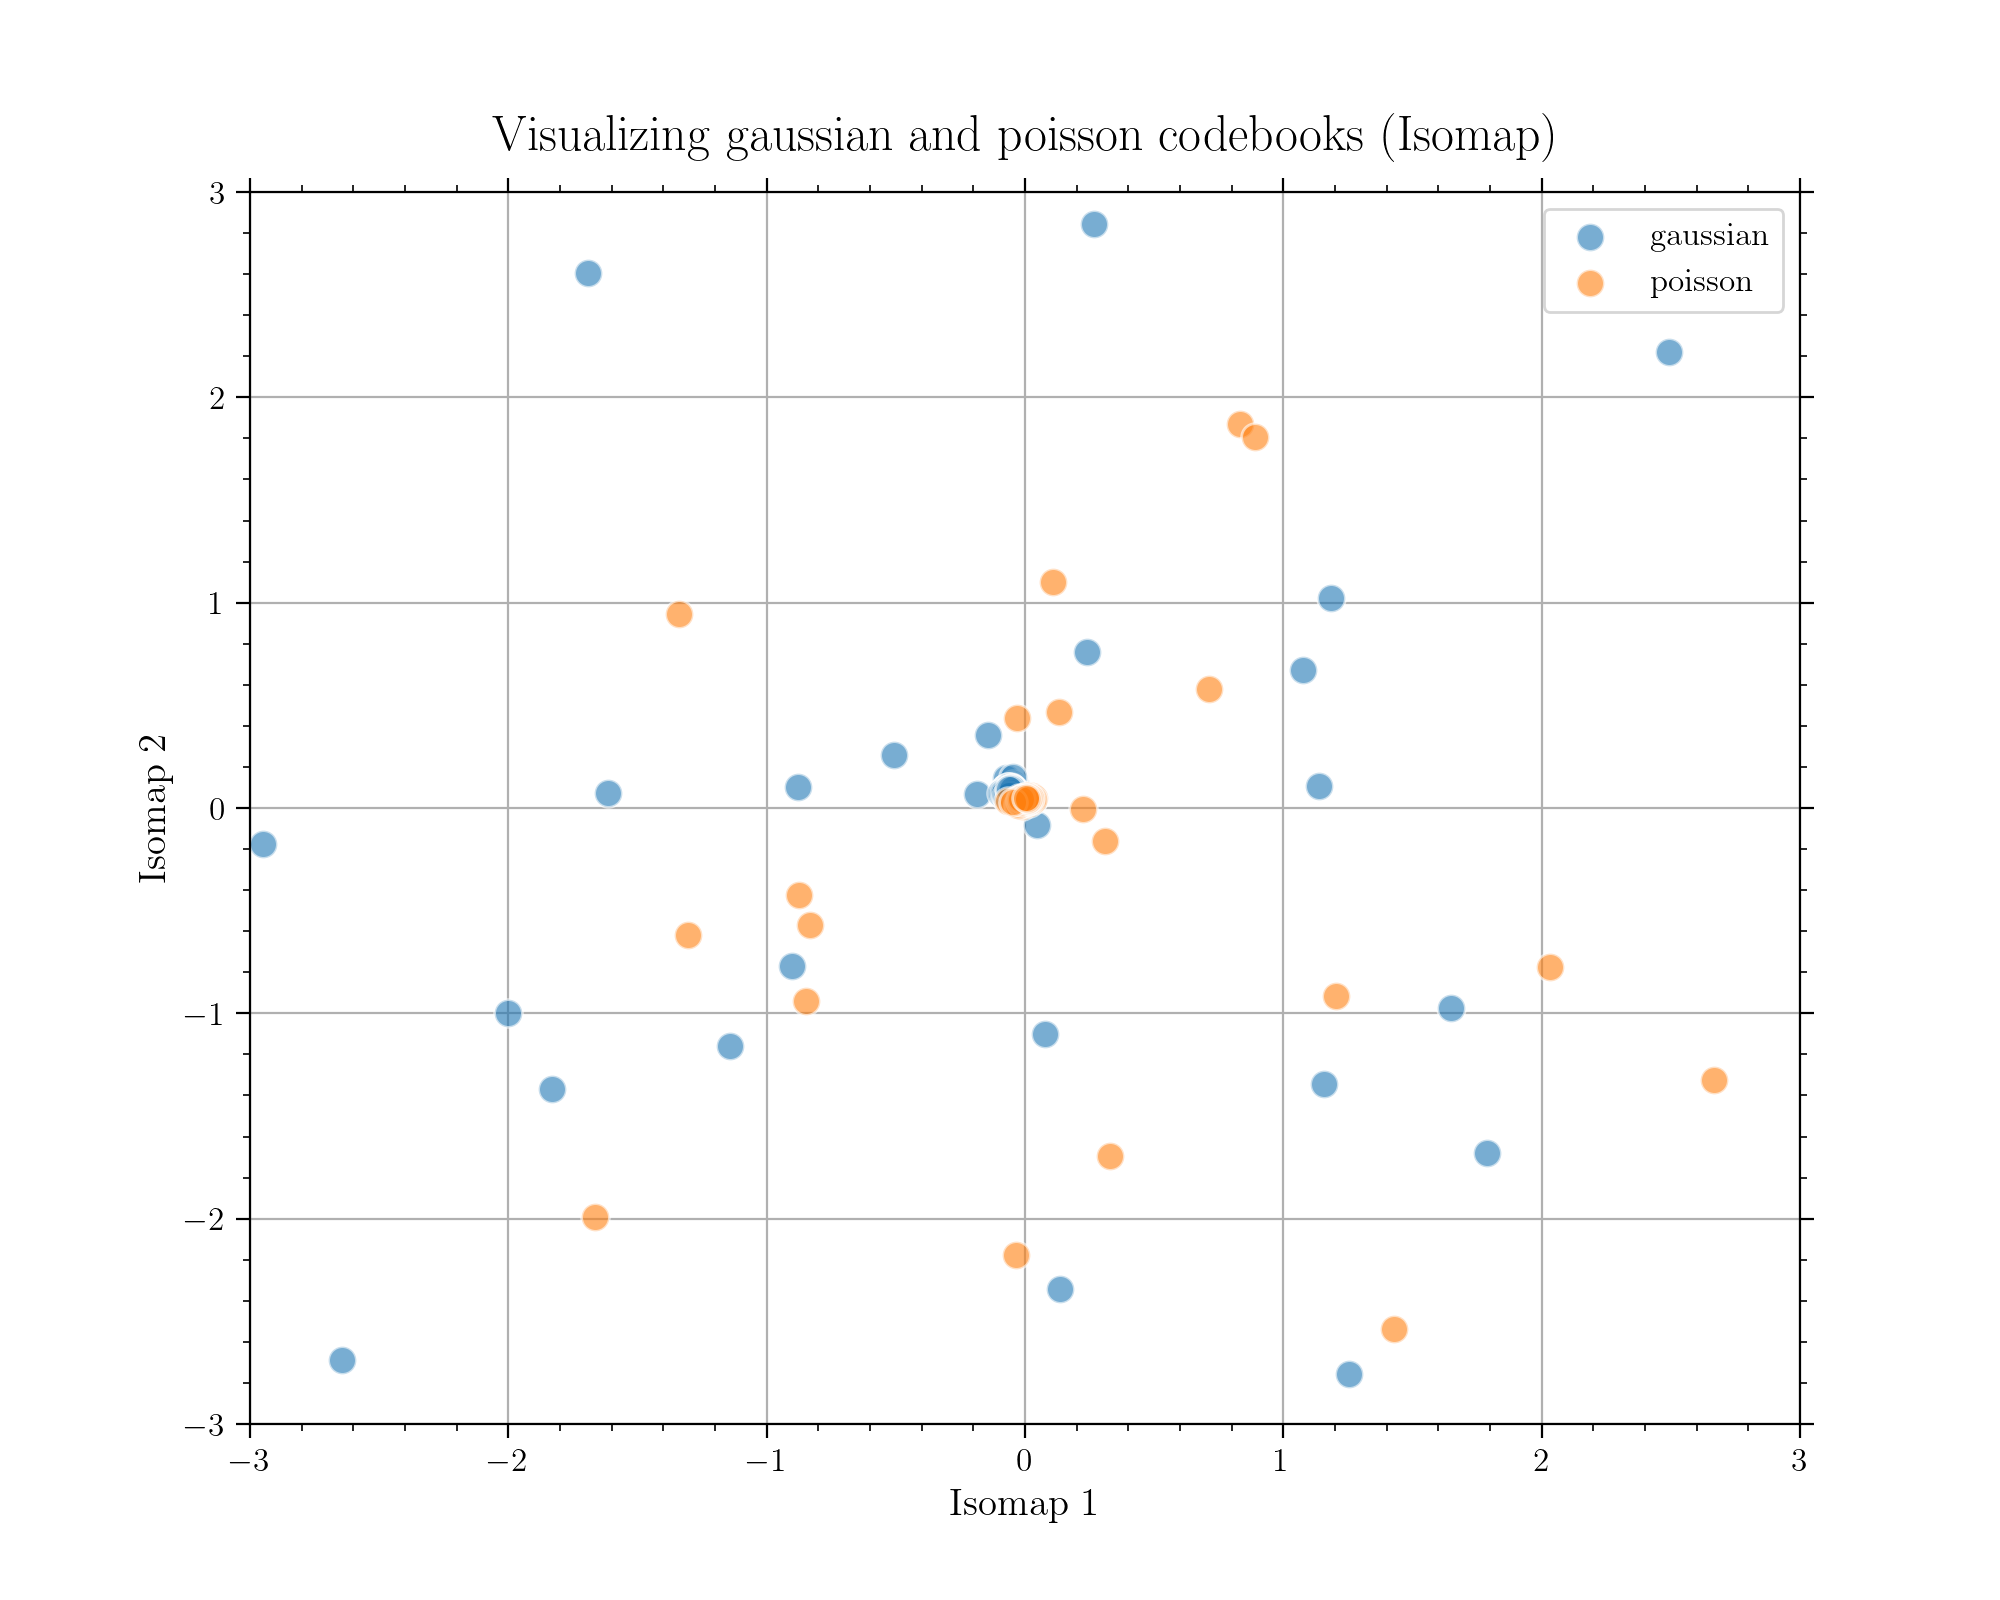 Visualizing gaussian and poisson codebooks (Isomap)
gaussian
poisson
3
2
1
0
−1
−2
−3
Isomap 2
−3
−2
−1
0
1
2
3
Isomap 1